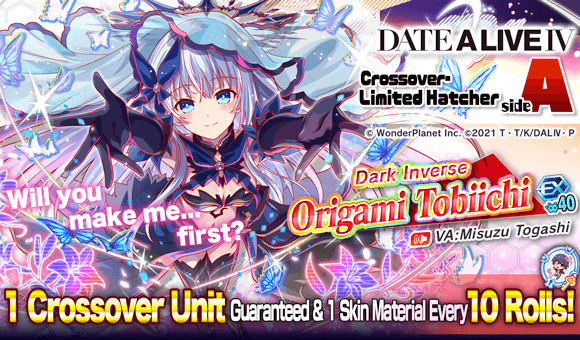 DATE A LIVE IV
Crossover-
Limited Hatcher side A
© WonderPlanet Inc. ©2021 T・T/K/DALIV・P
Dark Inverse
Origami Tobiichi EX 40
VA:Misuzu Togashi
Will you
make me...
first?
1 Crossover Unit Guaranteed & 1 Skin Material Every 10 Rolls!